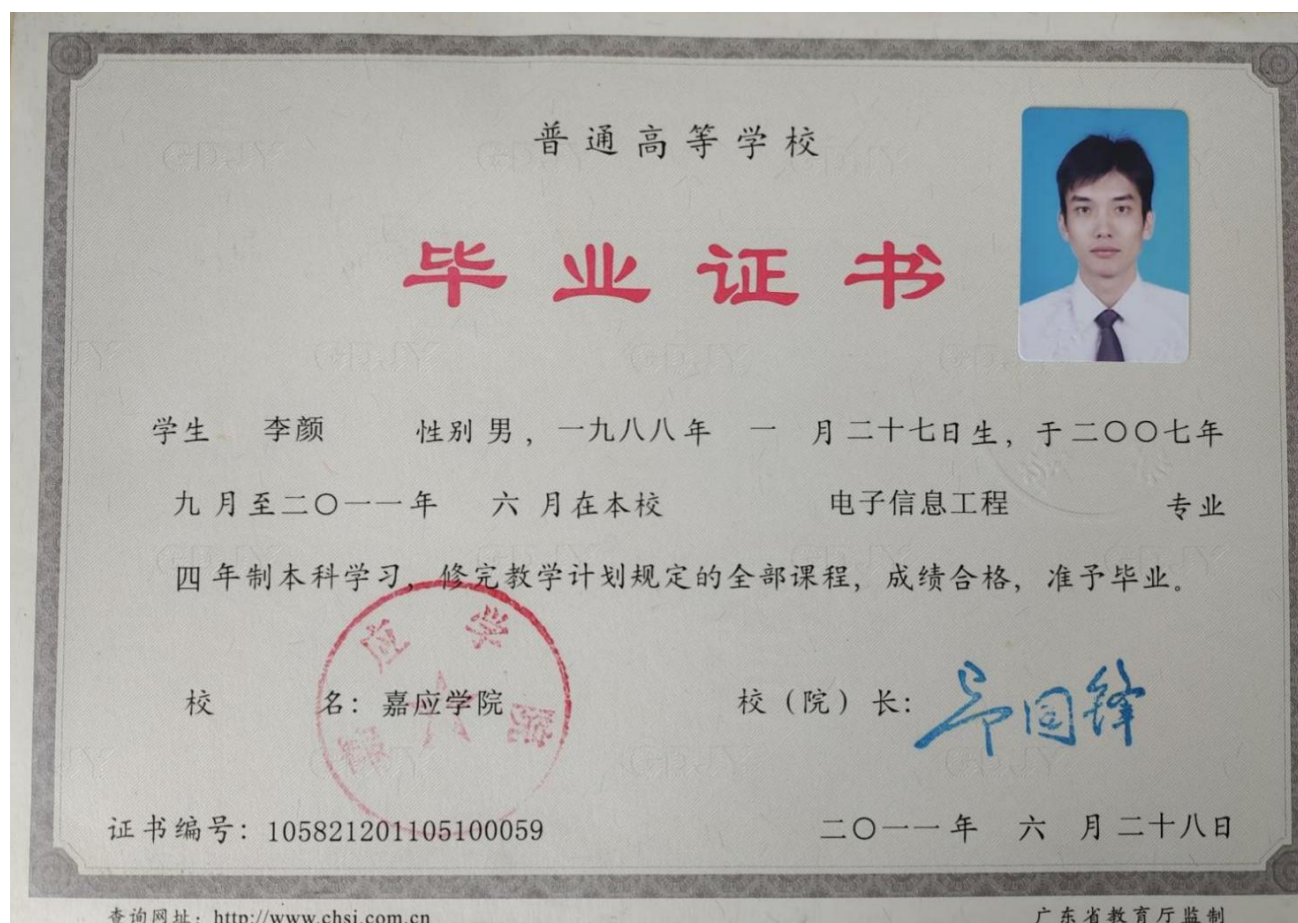 普通高等学校
毕业证书
学生 李颜 性别 男，一九八八年 一 月二十七日生，于二〇〇七年
九 月至二〇一一年 六 月在本校 电子信息工程 专业
四 年制本科学习，修完教学计划规定的全部课程，成绩合格，准予毕业。
嘉应学院
校 名：嘉应学院 校（院）长：
证书编号：105821201105100059 二〇一一年 六 月二十八日
查询网址：http://www.chsi.com.cn 广东省教育厅监制